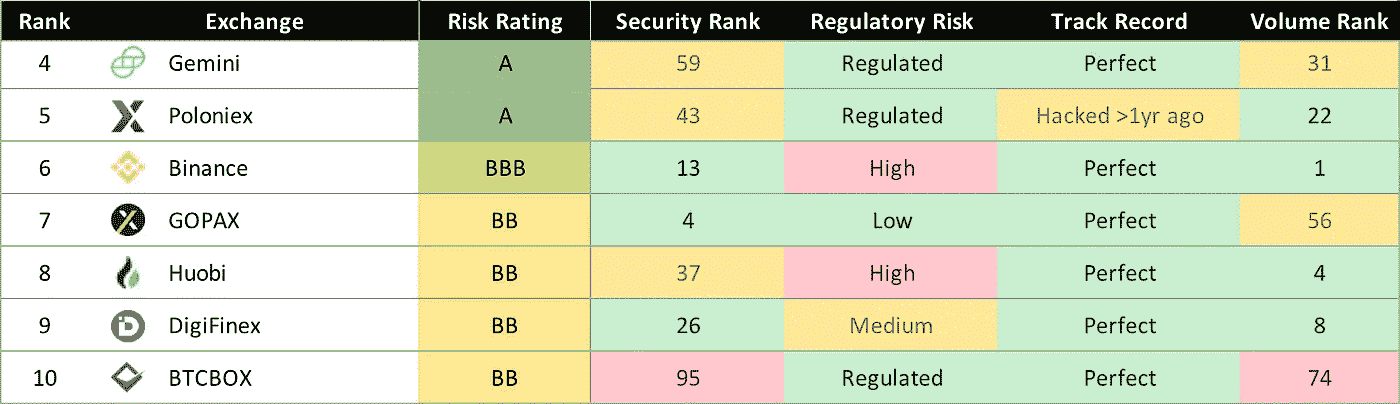 Rank Exchange Risk Rating Security Rank Regulatory Risk Track Record Volume Rank
4 Gemini A 59 Regulated Perfect 31
5 Poloniex A 43 Regulated Hacked >1yr ago 22
6 Binance BBB 13 High Perfect 1
7 GOPAX BB 4 Low Perfect 56
8 Huobi BB 37 High Perfect 4
9 DigiFinex BB 26 Medium Perfect 8
10 BTCBOX BB 95 Regulated Perfect 74